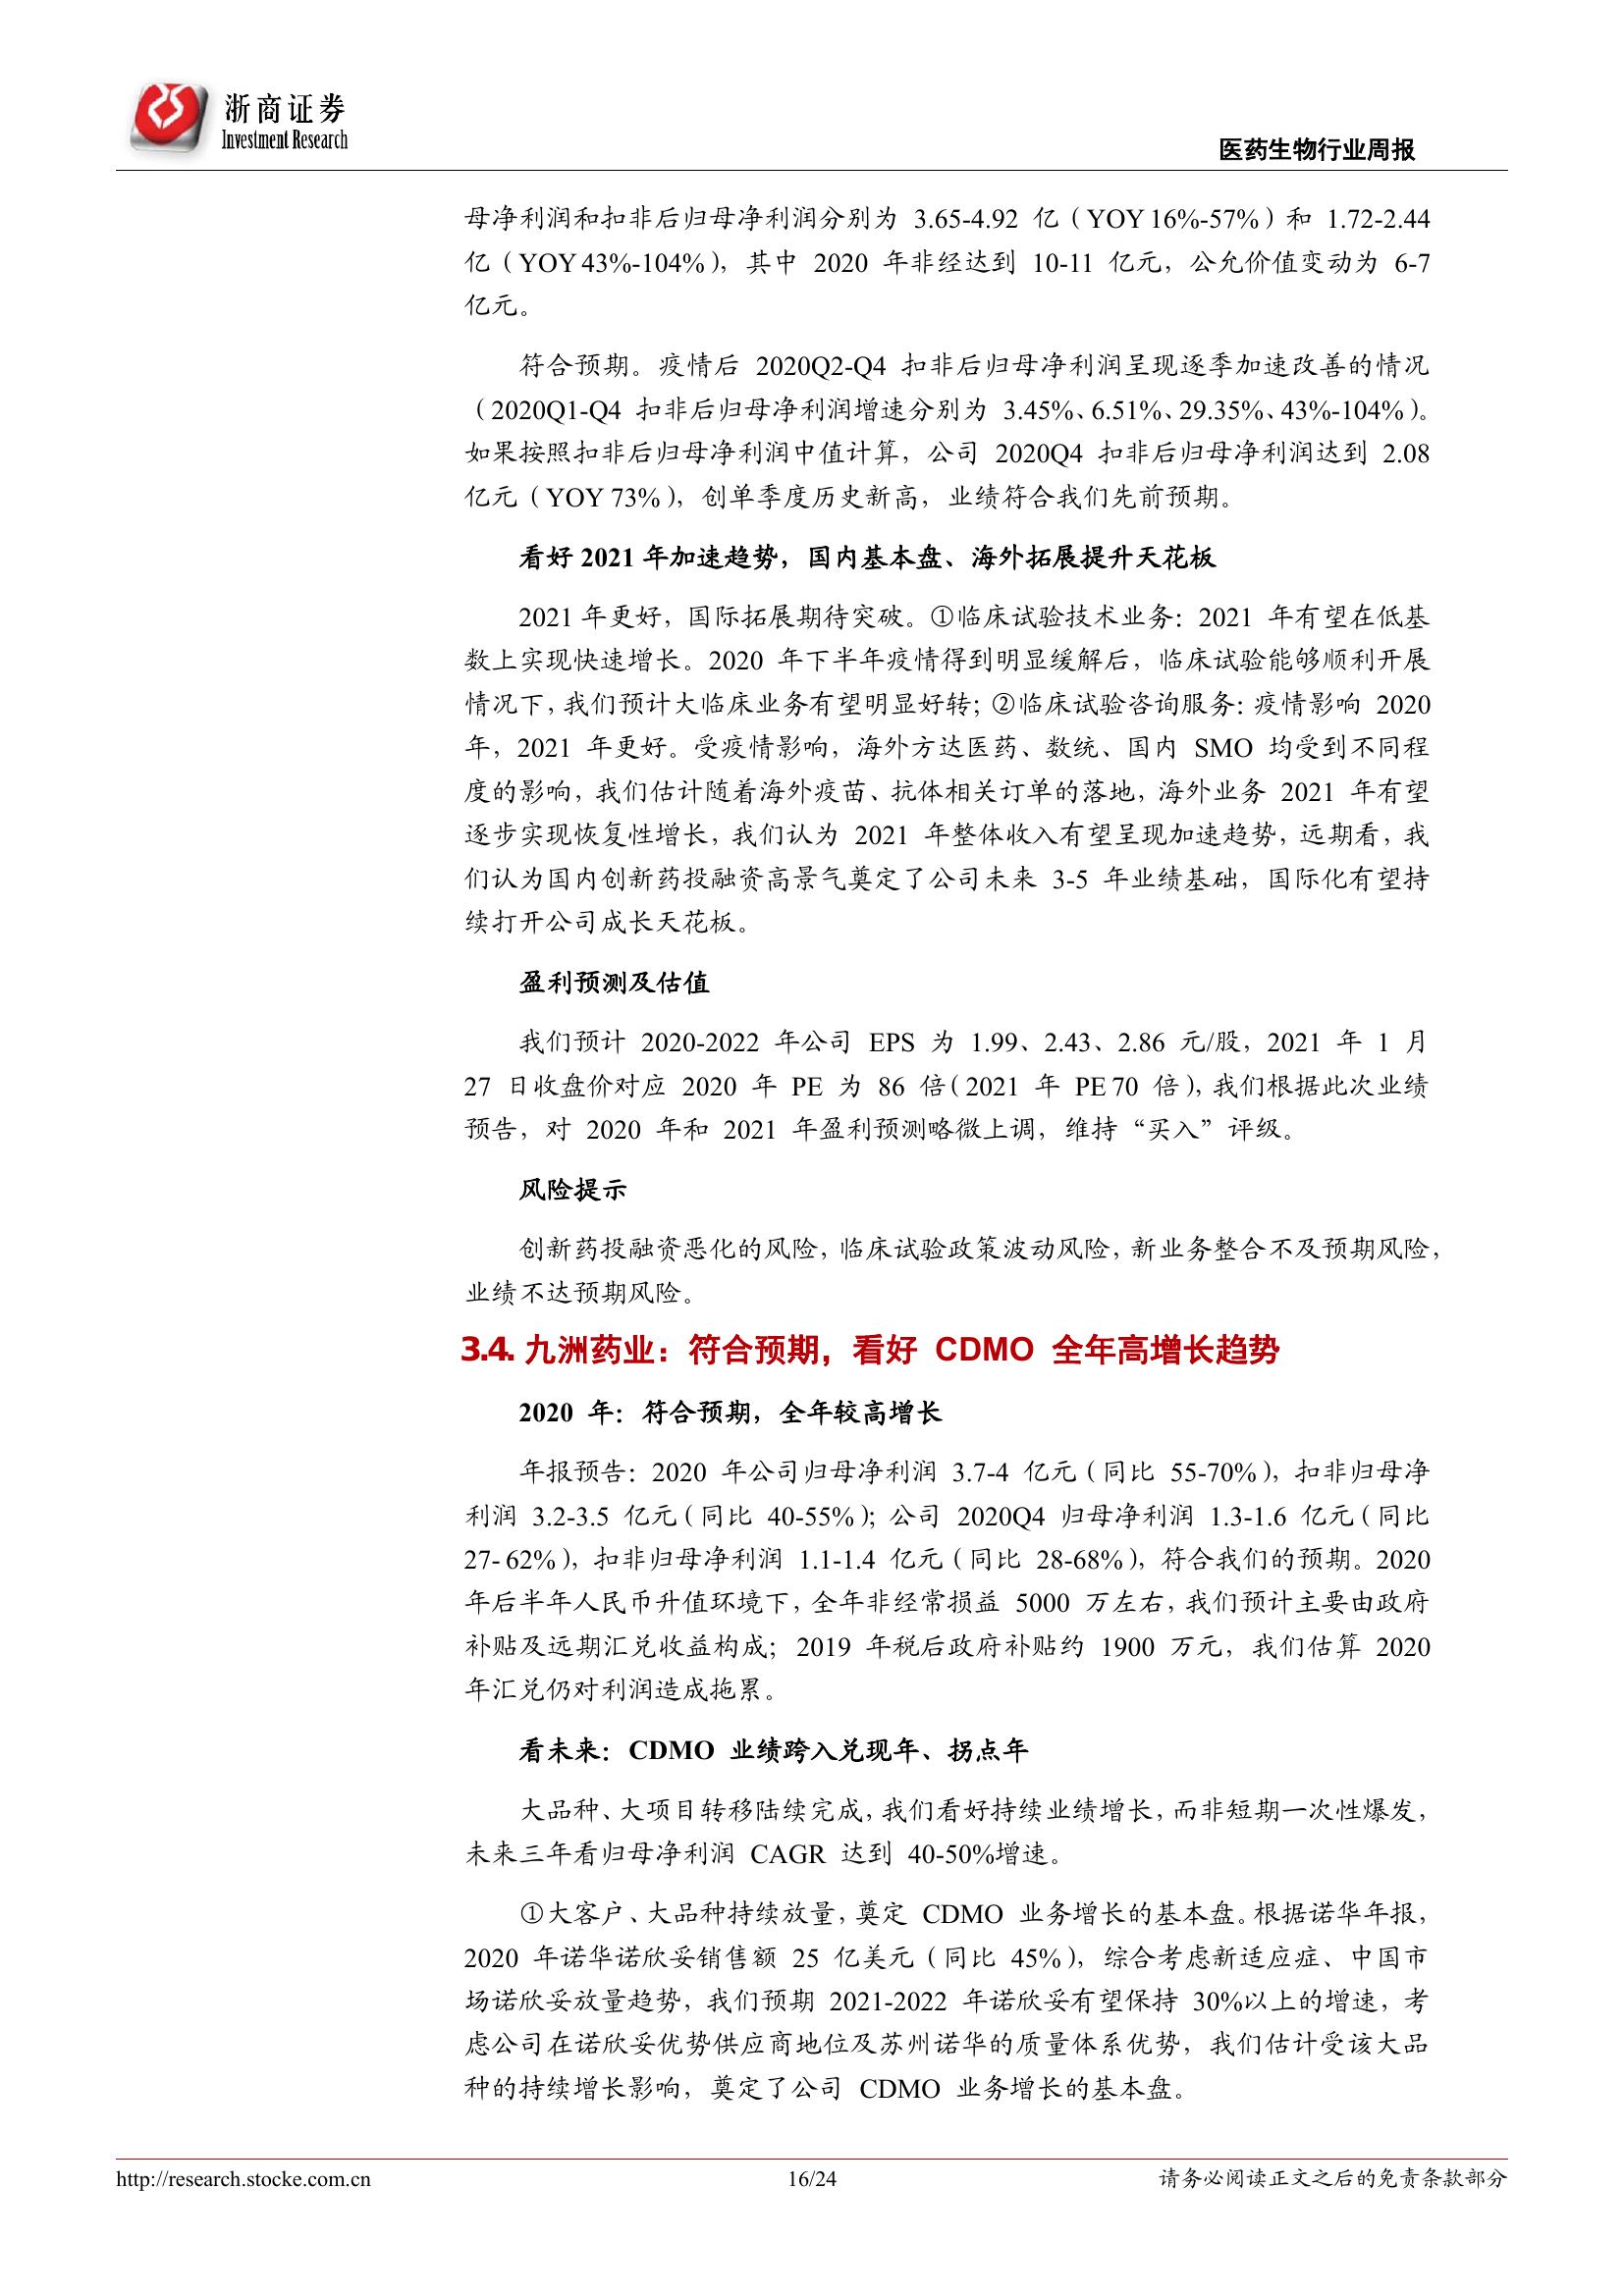 浙商证券
Investment Research
医药生物行业周报
母净利润和扣非后归母净利润分别为 3.65-4.92 亿（YOY 16%-57%）和 1.72-2.44
亿（YOY 43%-104%），其中 2020 年非经达到 10-11 亿元，公允价值变动为 6-7
亿元。
符合预期。疫情后 2020Q2-Q4 扣非后归母净利润呈现逐季加速改善的情况
（2020Q1-Q4 扣非后归母净利润增速分别为 3.45%、6.51%、29.35%、43%-104%）。
如果按照扣非后归母净利润中值计算，公司 2020Q4 扣非后归母净利润达到 2.08
亿元（YOY 73%），创单季度历史新高，业绩符合我们先前预期。
看好 2021 年加速趋势，国内基本盘、海外拓展提升天花板
2021 年更好，国际拓展期待突破。①临床试验技术业务：2021 年有望在低基
数上实现快速增长。2020 年下半年疫情得到明显缓解后，临床试验能够顺利开展
情况下，我们预计大临床业务有望明显好转；②临床试验咨询服务：疫情影响 2020
年，2021 年更好。受疫情影响，海外方达医药、数统、国内 SMO 均受到不同程
度的影响，我们估计随着海外疫苗、抗体相关订单的落地，海外业务 2021 年有望
逐步实现恢复性增长，我们认为 2021 年整体收入有望呈现加速趋势，远期看，我
们认为国内创新药投融资高景气奠定了公司未来 3-5 年业绩基础，国际化有望持
续打开公司成长天花板。
盈利预测及估值
我们预计 2020-2022 年公司 EPS 为 1.99、2.43、2.86 元/股，2021 年 1 月
27 日收盘价对应 2020 年 PE 为 86 倍（2021 年 PE 70 倍），我们根据此次业绩
预告，对 2020 年和 2021 年盈利预测略微上调，维持“买入”评级。
风险提示
创新药投融资恶化的风险，临床试验政策波动风险，新业务整合不及预期风险，
业绩不达预期风险。
3.4. 九洲药业：符合预期，看好 CDMO 全年高增长趋势
2020 年：符合预期，全年较高增长
年报预告：2020 年公司归母净利润 3.7-4 亿元（同比 55-70%），扣非归母净
利润 3.2-3.5 亿元（同比 40-55%）；公司 2020Q4 归母净利润 1.3-1.6 亿元（同比
27- 62%），扣非归母净利润 1.1-1.4 亿元（同比 28-68%），符合我们的预期。2020
年后半年人民币升值环境下，全年非经常损益 5000 万左右，我们预计主要由政府
补贴及远期汇兑收益构成；2019 年税后政府补贴约 1900 万元，我们估算 2020
年汇兑仍对利润造成拖累。
看未来：CDMO 业绩跨入兑现年、拐点年
大品种、大项目转移陆续完成，我们看好持续业绩增长，而非短期一次性爆发，
未来三年看归母净利润 CAGR 达到 40-50%增速。
①大客户、大品种持续放量，奠定 CDMO 业务增长的基本盘。根据诺华年报，
2020 年诺华诺欣妥销售额 25 亿美元（同比 45%），综合考虑新适应症、中国市
场诺欣妥放量趋势，我们预期 2021-2022 年诺欣妥有望保持 30%以上的增速，考
虑公司在诺欣妥优势供应商地位及苏州诺华的质量体系优势，我们估计受该大品
种的持续增长影响，奠定了公司 CDMO 业务增长的基本盘。
http://research.stocke.com.cn
16/24
请务必阅读正文之后的免责条款部分